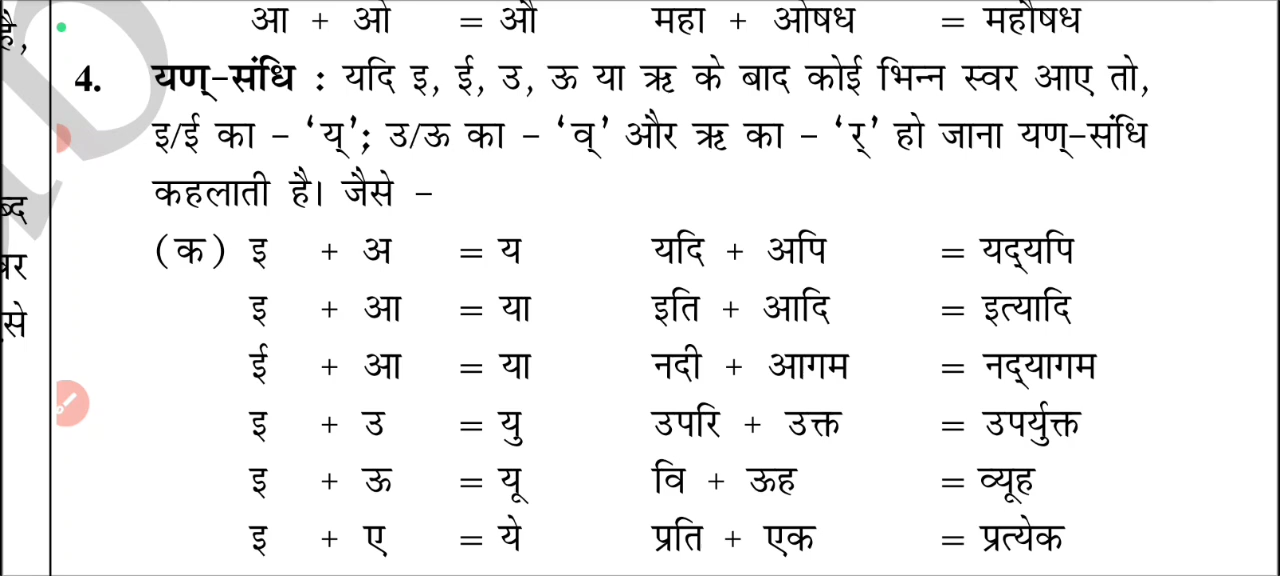 है,
आ + ओ = औ महा + ओषध = महौषध
4. यण्-संधि : यदि इ, ई, उ, ऊ या ऋ के बाद कोई भिन्न स्वर आए तो,
इ/ई का – ‘य्’; उ/ऊ का – ‘व्’ और ऋ का – ‘र्’ हो जाना यण्-संधि
कहलाती है। जैसे –
(क) इ + अ = य यदि + अपि = यद्‌यपि
इ + आ = या इति + आदि = इत्यादि
ई + आ = या नदी + आगम = नद्‌यागम
इ + उ = यु उपरि + उक्त = उपर्युक्त
इ + ऊ = यू वि + ऊह = व्यूह
इ + ए = ये प्रति + एक = प्रत्येक